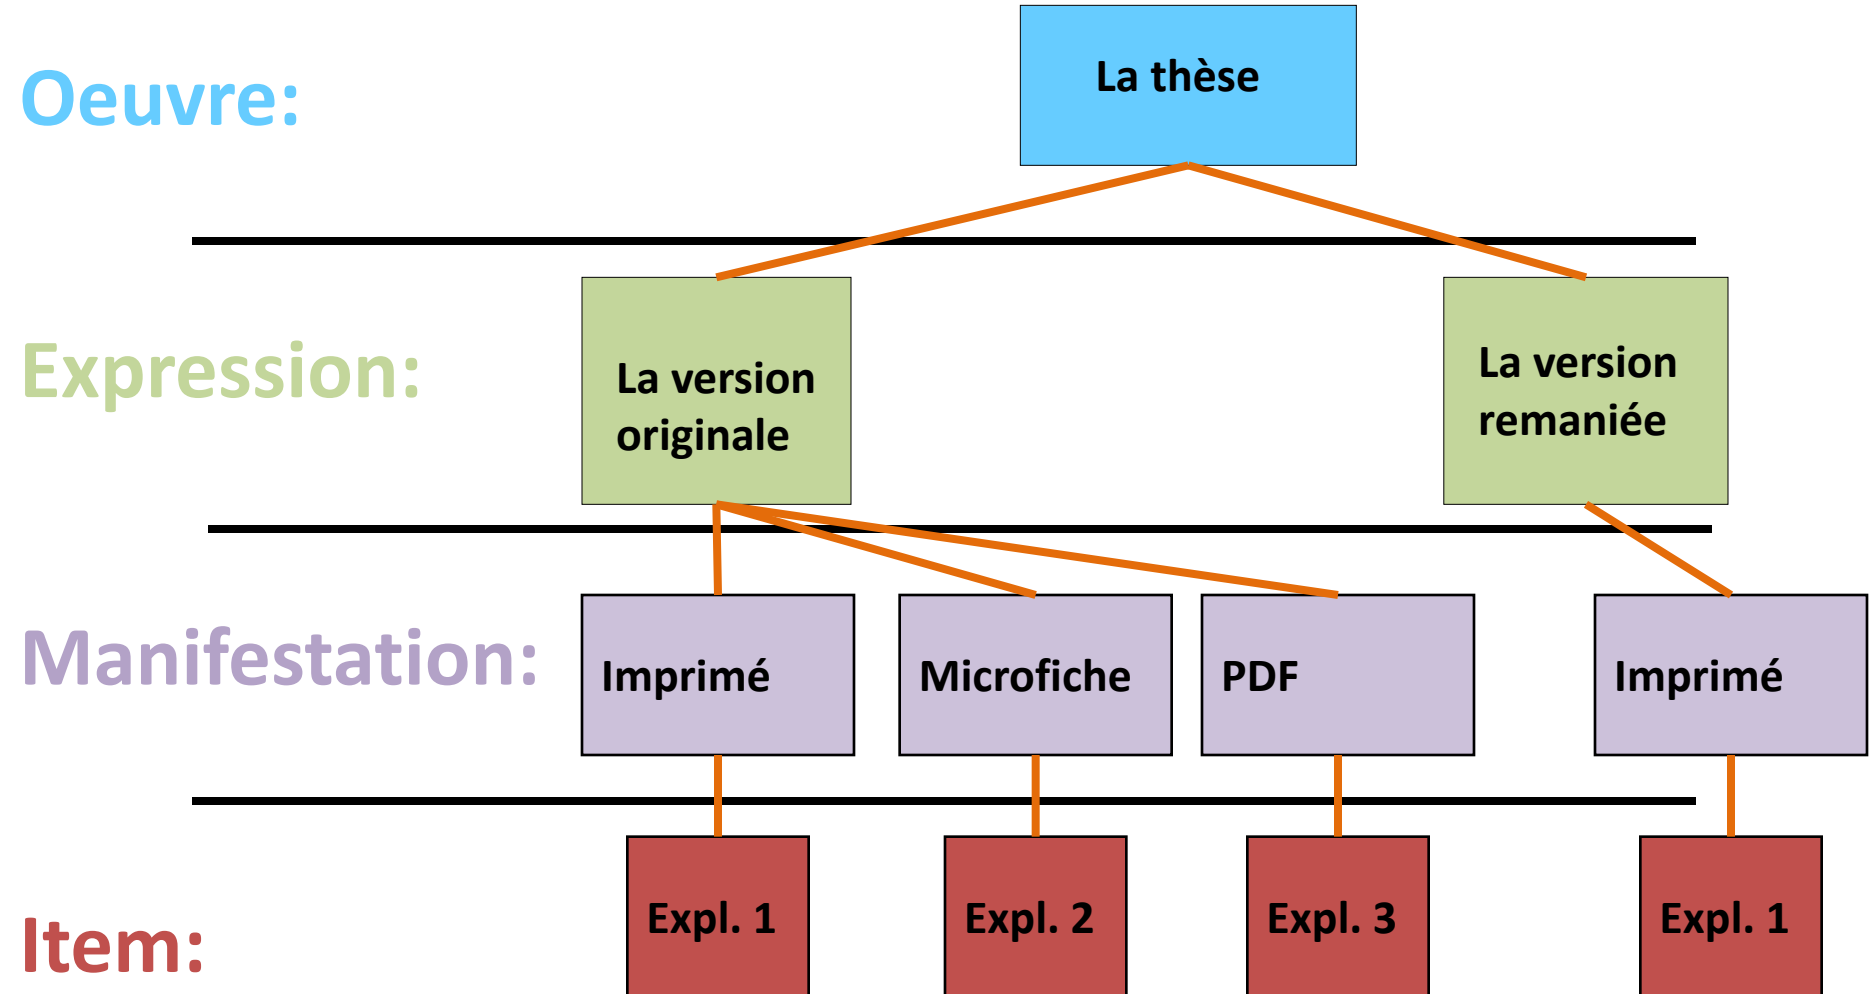 Oeuvre:
La thèse
Expression:
La version
originale
La version
remaniée
Manifestation:
Imprimé
Microfiche
PDF
Imprimé
Item:
Expl. 1
Expl. 2
Expl. 3
Expl. 1